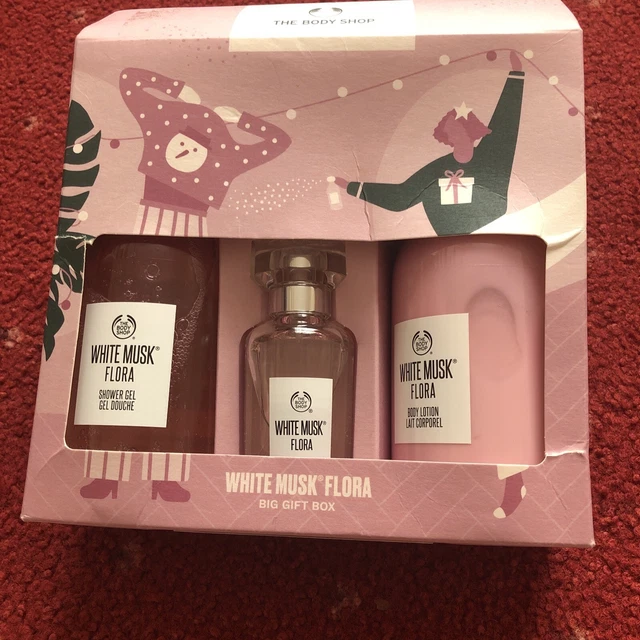 THE BODY SHOP
THE
BODY
SHOP
WHITE MUSK®
FLORA
SHOWER GEL
GEL DOUCHE
THE
BODY
SHOP
WHITE MUSK®
FLORA
THE
BODY
SHOP
WHITE MUSK®
FLORA
BODY LOTION
LAIT CORPOREL
WHITE MUSK® FLORA
BIG GIFT BOX